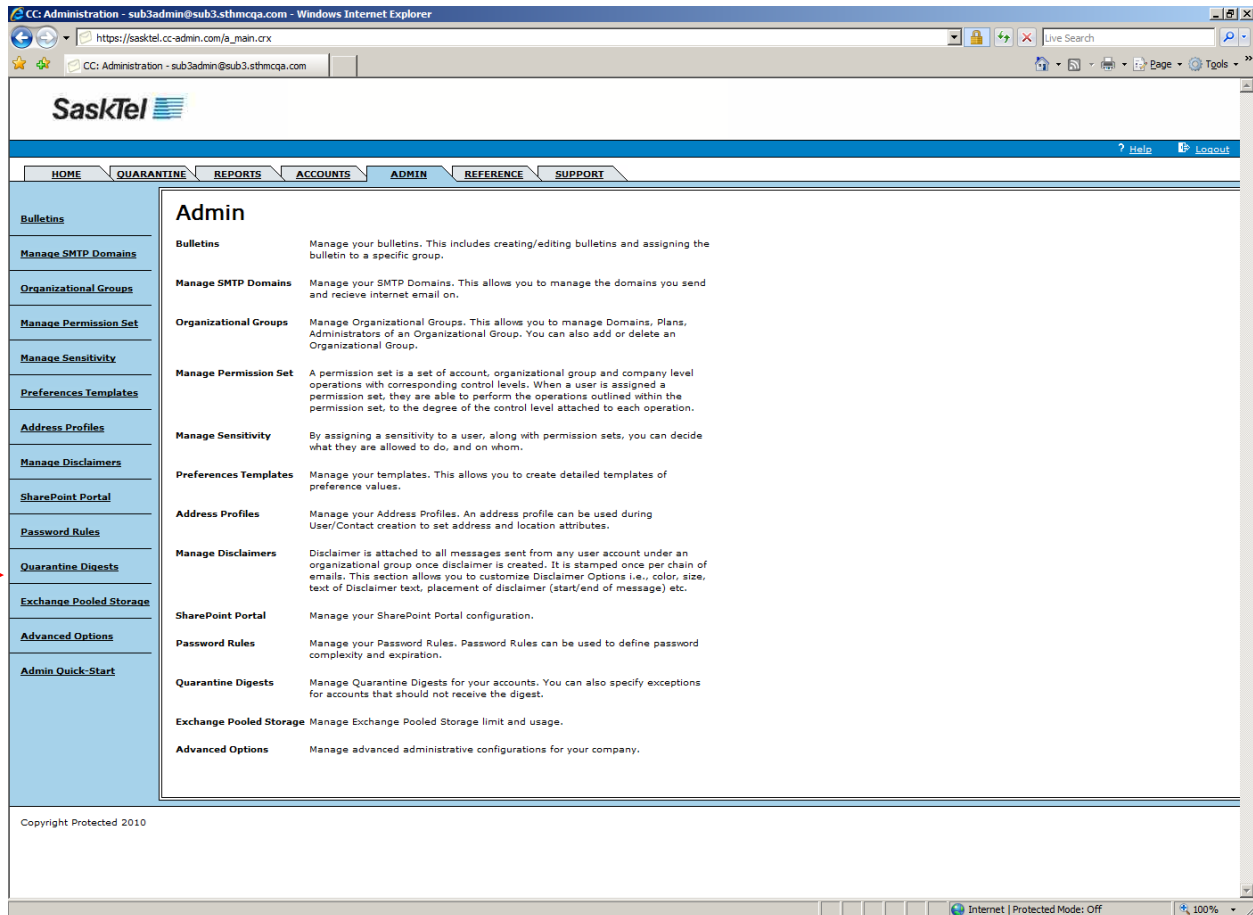 CC: Administration - sub3admin@sub3.sthmcqa.com - Windows Internet Explorer
https://sasktel.cc-admin.com/a_main.crx
Live Search
CC: Administration - sub3admin@sub3.sthmcqa.com
Page
Tools
SaskTel
? Help
Logout
HOME QUARANTINE REPORTS ACCOUNTS ADMIN REFERENCE SUPPORT
Bulletins
Manage SMTP Domains
Organizational Groups
Manage Permission Set
Manage Sensitivity
Preferences Templates
Address Profiles
Manage Disclaimers
SharePoint Portal
Password Rules
Quarantine Digests
Exchange Pooled Storage
Advanced Options
Admin Quick-Start
Admin
Bulletins Manage your bulletins. This includes creating/editing bulletins and assigning the
bulletin to a specific group.
Manage SMTP Domains Manage your SMTP Domains. This allows you to manage the domains you send
and recieve internet email on.
Organizational Groups Manage Organizational Groups. This allows you to manage Domains, Plans,
Administrators of an Organizational Group. You can also add or delete an
Organizational Group.
Manage Permission Set A permission set is a set of account, organizational group and company level
operations with corresponding control levels. When a user is assigned a
permission set, they are able to perform the operations outlined within the
permission set, to the degree of the control level attached to each operation.
Manage Sensitivity By assigning a sensitivity to a user, along with permission sets, you can decide
what they are allowed to do, and on whom.
Preferences Templates Manage your templates. This allows you to create detailed templates of
preference values.
Address Profiles Manage your Address Profiles. An address profile can be used during
User/Contact creation to set address and location attributes.
Manage Disclaimers Disclaimer is attached to all messages sent from any user account under an
organizational group once disclaimer is created. It is stamped once per chain of
emails. This section allows you to customize Disclaimer Options i.e., color, size,
text of Disclaimer text, placement of disclaimer (start/end of message) etc.
SharePoint Portal Manage your SharePoint Portal configuration.
Password Rules Manage your Password Rules. Password Rules can be used to define password
complexity and expiration.
Quarantine Digests Manage Quarantine Digests for your accounts. You can also specify exceptions
for accounts that should not receive the digest.
Exchange Pooled Storage Manage Exchange Pooled Storage limit and usage.
Advanced Options Manage advanced administrative configurations for your company.
Copyright Protected 2010
Internet | Protected Mode: Off
100%